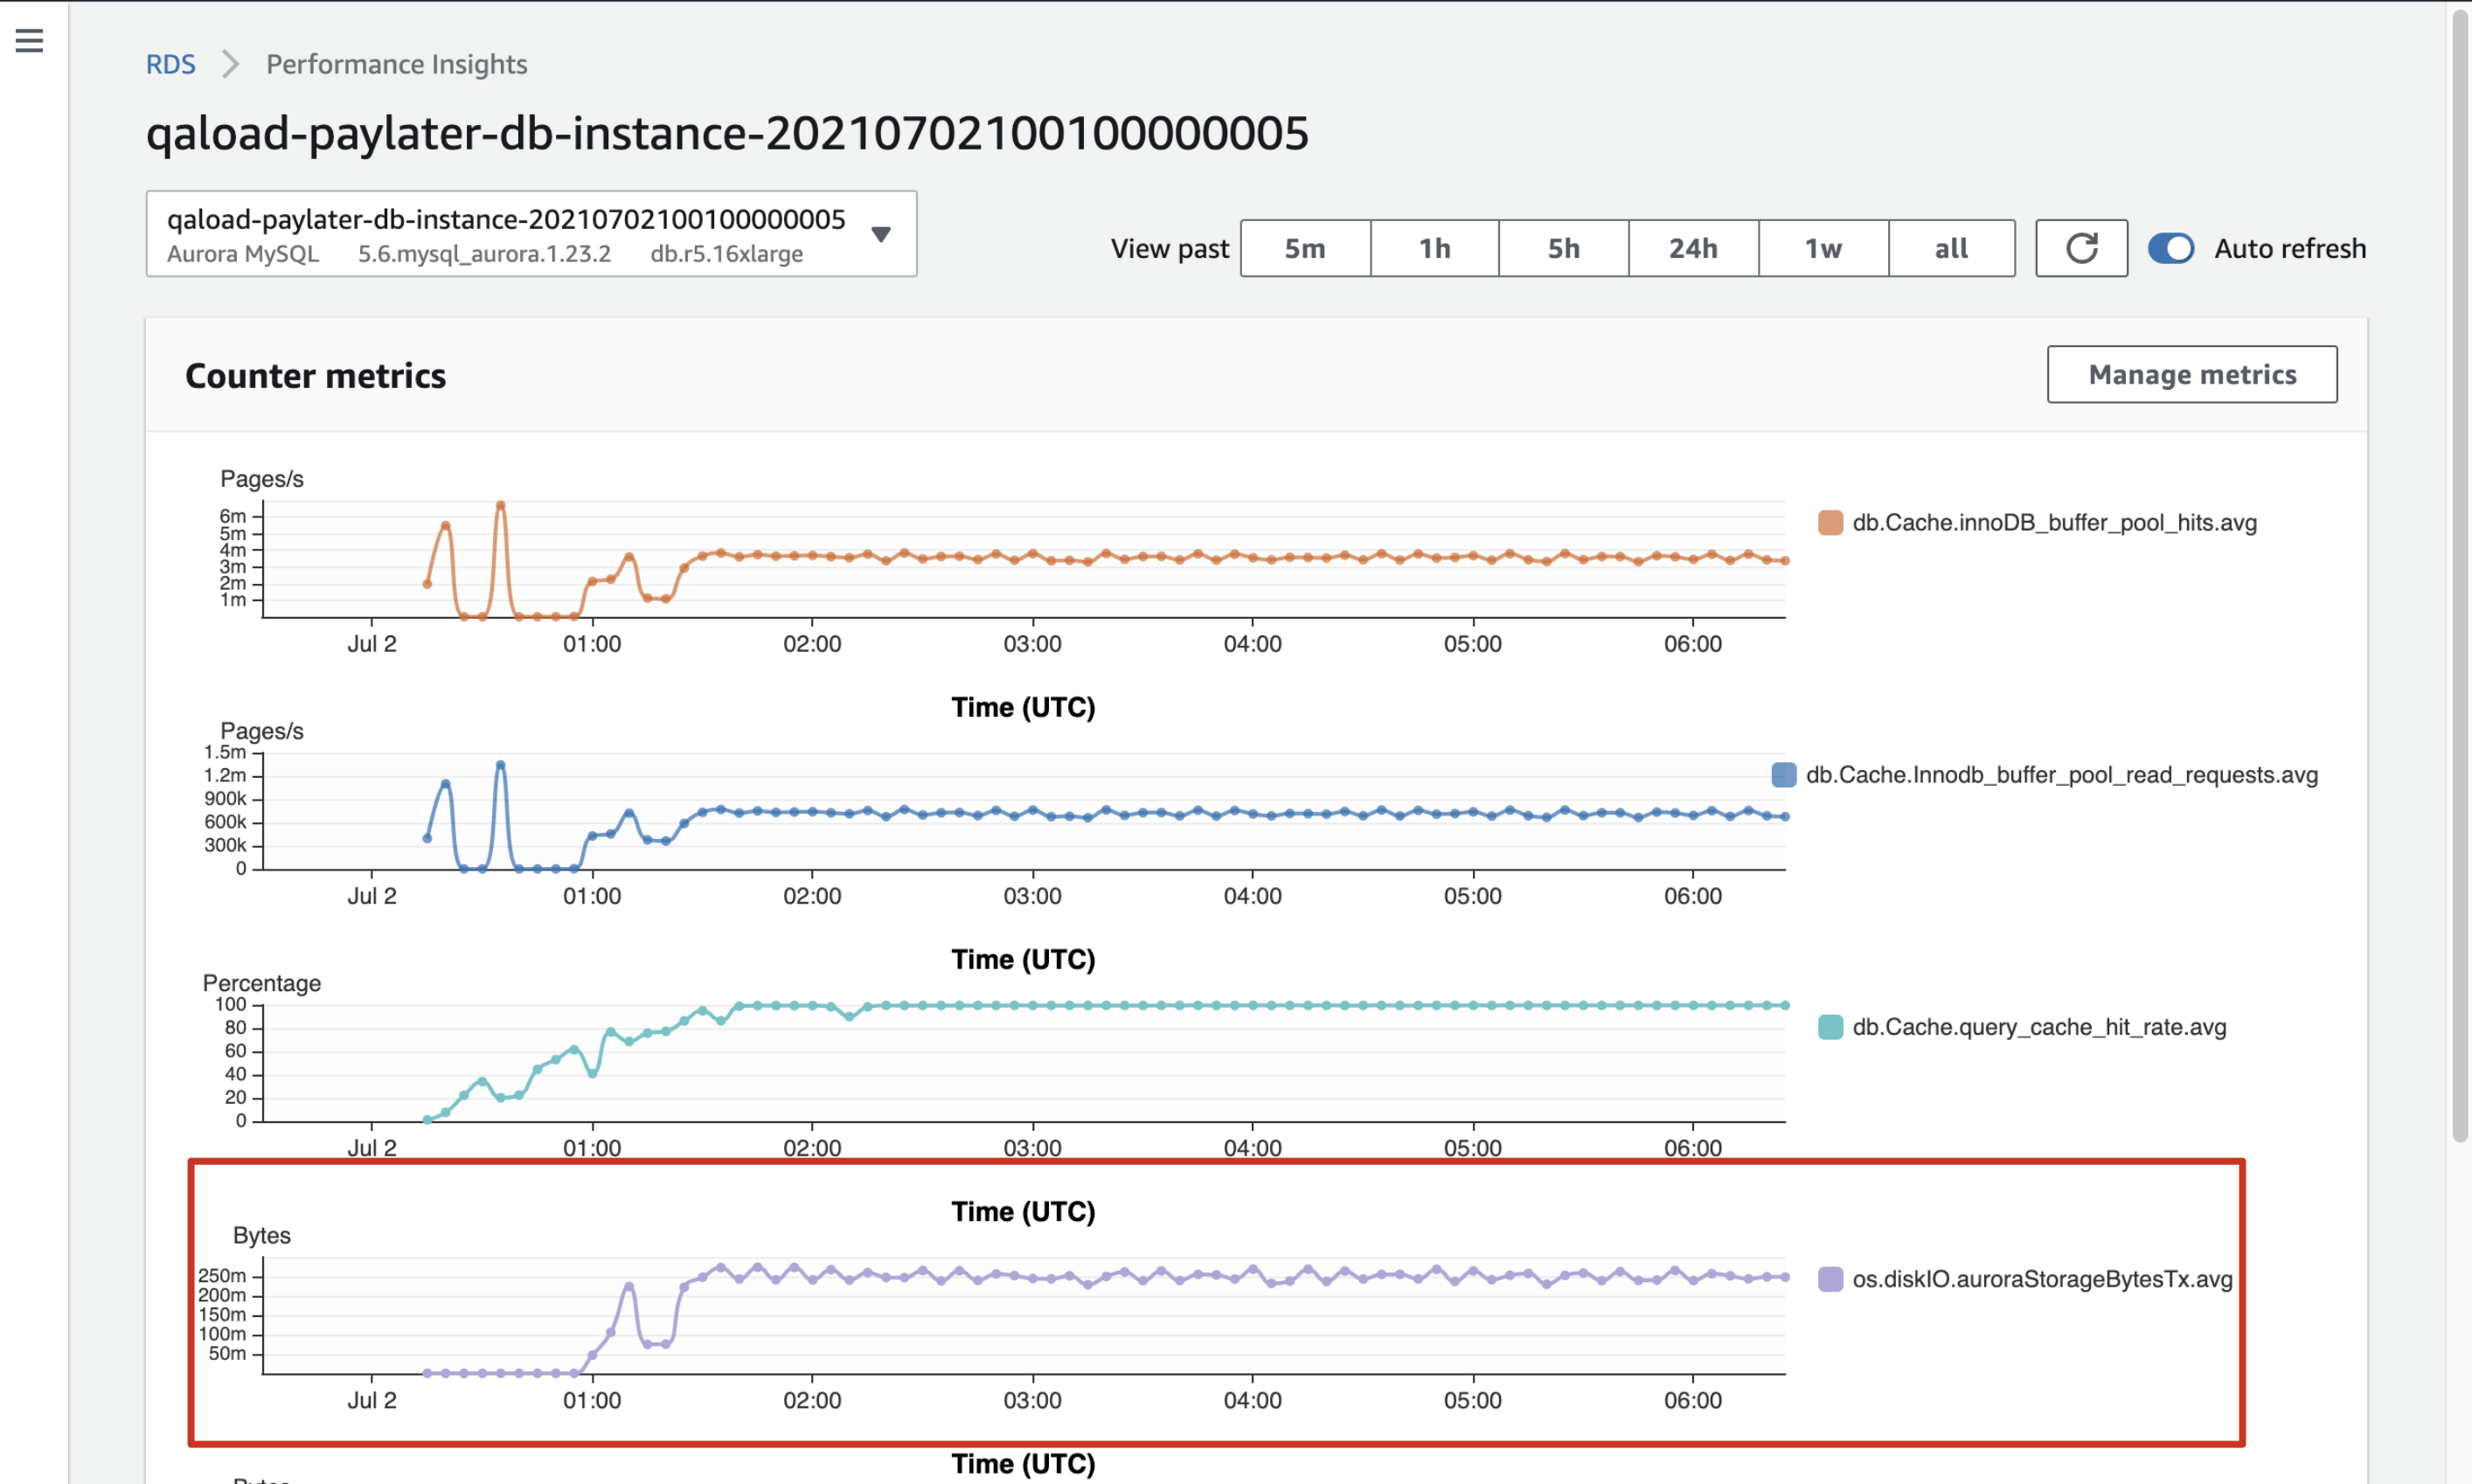 RDS > Performance Insights
qaload-paylater-db-instance-20210702100100000005
qaload-paylater-db-instance-20210702100100000005
Aurora MySQL 5.6.mysql_aurora.1.23.2 db.r5.16xlarge
View past 5m 1h 5h 24h 1w all Auto refresh
Counter metrics
Manage metrics
Pages/s
6m
5m
4m
3m
2m
1m
db.Cache.innoDB_buffer_pool_hits.avg
Jul 2 01:00 02:00 03:00 04:00 05:00 06:00
Time (UTC)
Pages/s
1.5m
1.2m
900k
600k
300k
0
db.Cache.Innodb_buffer_pool_read_requests.avg
Jul 2 01:00 02:00 03:00 04:00 05:00 06:00
Time (UTC)
Percentage
100
80
60
40
20
0
db.Cache.query_cache_hit_rate.avg
Jul 2 01:00 02:00 03:00 04:00 05:00 06:00
Time (UTC)
Bytes
250m
200m
150m
100m
50m
os.diskIO.auroraStorageBytesTx.avg
Jul 2 01:00 02:00 03:00 04:00 05:00 06:00
Time (UTC)